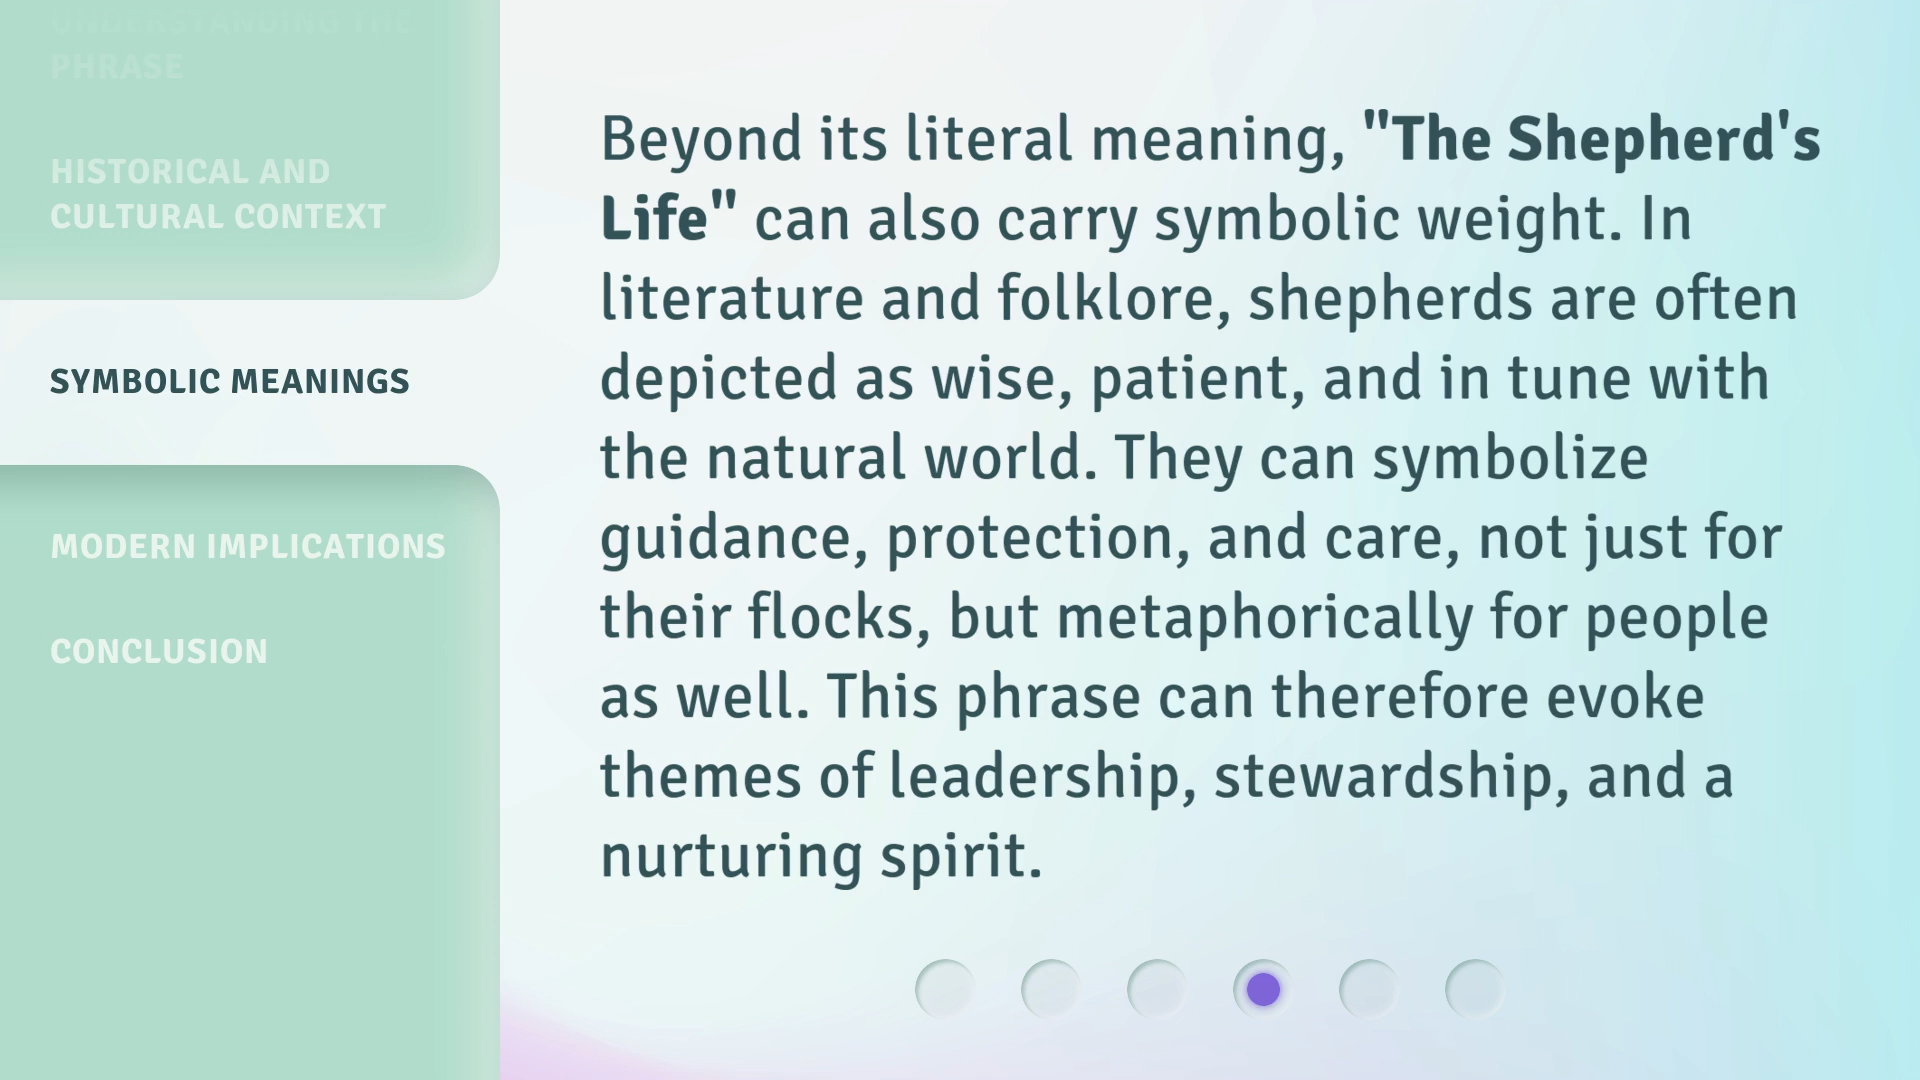 UNDERSTANDING THE
PHRASE
HISTORICAL AND
CULTURAL CONTEXT
SYMBOLIC MEANINGS
MODERN IMPLICATIONS
CONCLUSION
Beyond its literal meaning, "The Shepherd's
Life" can also carry symbolic weight. In
literature and folklore, shepherds are often
depicted as wise, patient, and in tune with
the natural world. They can symbolize
guidance, protection, and care, not just for
their flocks, but metaphorically for people
as well. This phrase can therefore evoke
themes of leadership, stewardship, and a
nurturing spirit.